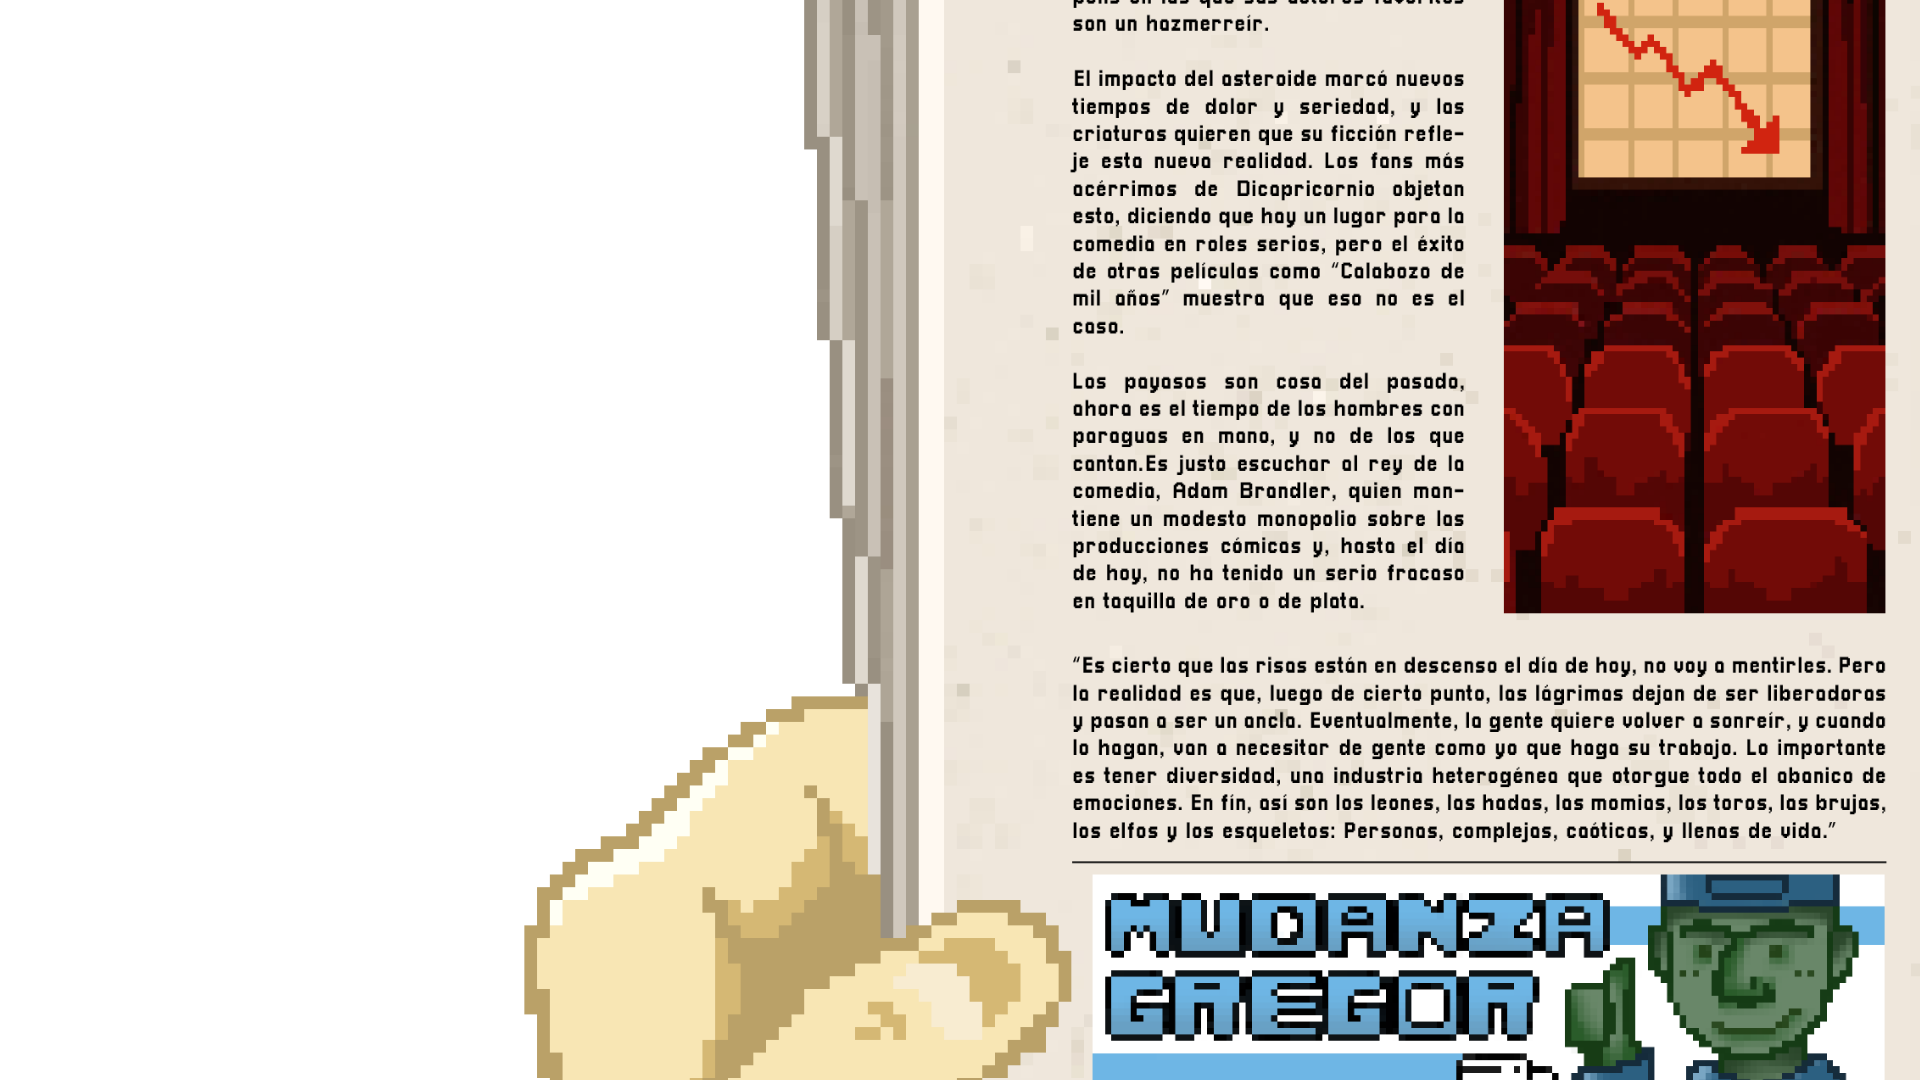 son un hazmerreír.
El impacto del asteroide marcó nuevos
tiempos de dolor y seriedad, y las
criaturas quieren que su ficción refle-
je esta nueva realidad. Los fans más
acérrimos de Dicapricornio objetan
esto, diciendo que hay un lugar para la
comedia en roles serios, pero el éxito
de otras películas como “Calabozo de
mil años” muestra que eso no es el
caso.
Los payasos son cosa del pasado,
ahora es el tiempo de los hombres con
paraguas en mano, y no de los que
cantan.Es justo escuchar al rey de la
comedia, Adam Brandler, quien man-
tiene un modesto monopolio sobre las
producciones cómicas y, hasta el día
de hoy, no ha tenido un serio fracaso
en taquilla de oro o de plata.
“Es cierto que las risas están en descenso el día de hoy, no voy a mentirles. Pero
la realidad es que, luego de cierto punto, las lágrimas dejan de ser liberadoras
y pasan a ser un ancla. Eventualmente, la gente quiere volver a sonreír, y cuando
lo hagan, van a necesitar de gente como yo que haga su trabajo. Lo importante
es tener diversidad, una industria heterogénea que otorgue todo el abanico de
emociones. En fín, así son los leones, las hadas, las momias, los toros, las brujas,
los elfos y los esqueletos: Personas, complejas, caóticas, y llenas de vida.”
MUDANZA
GREGOR